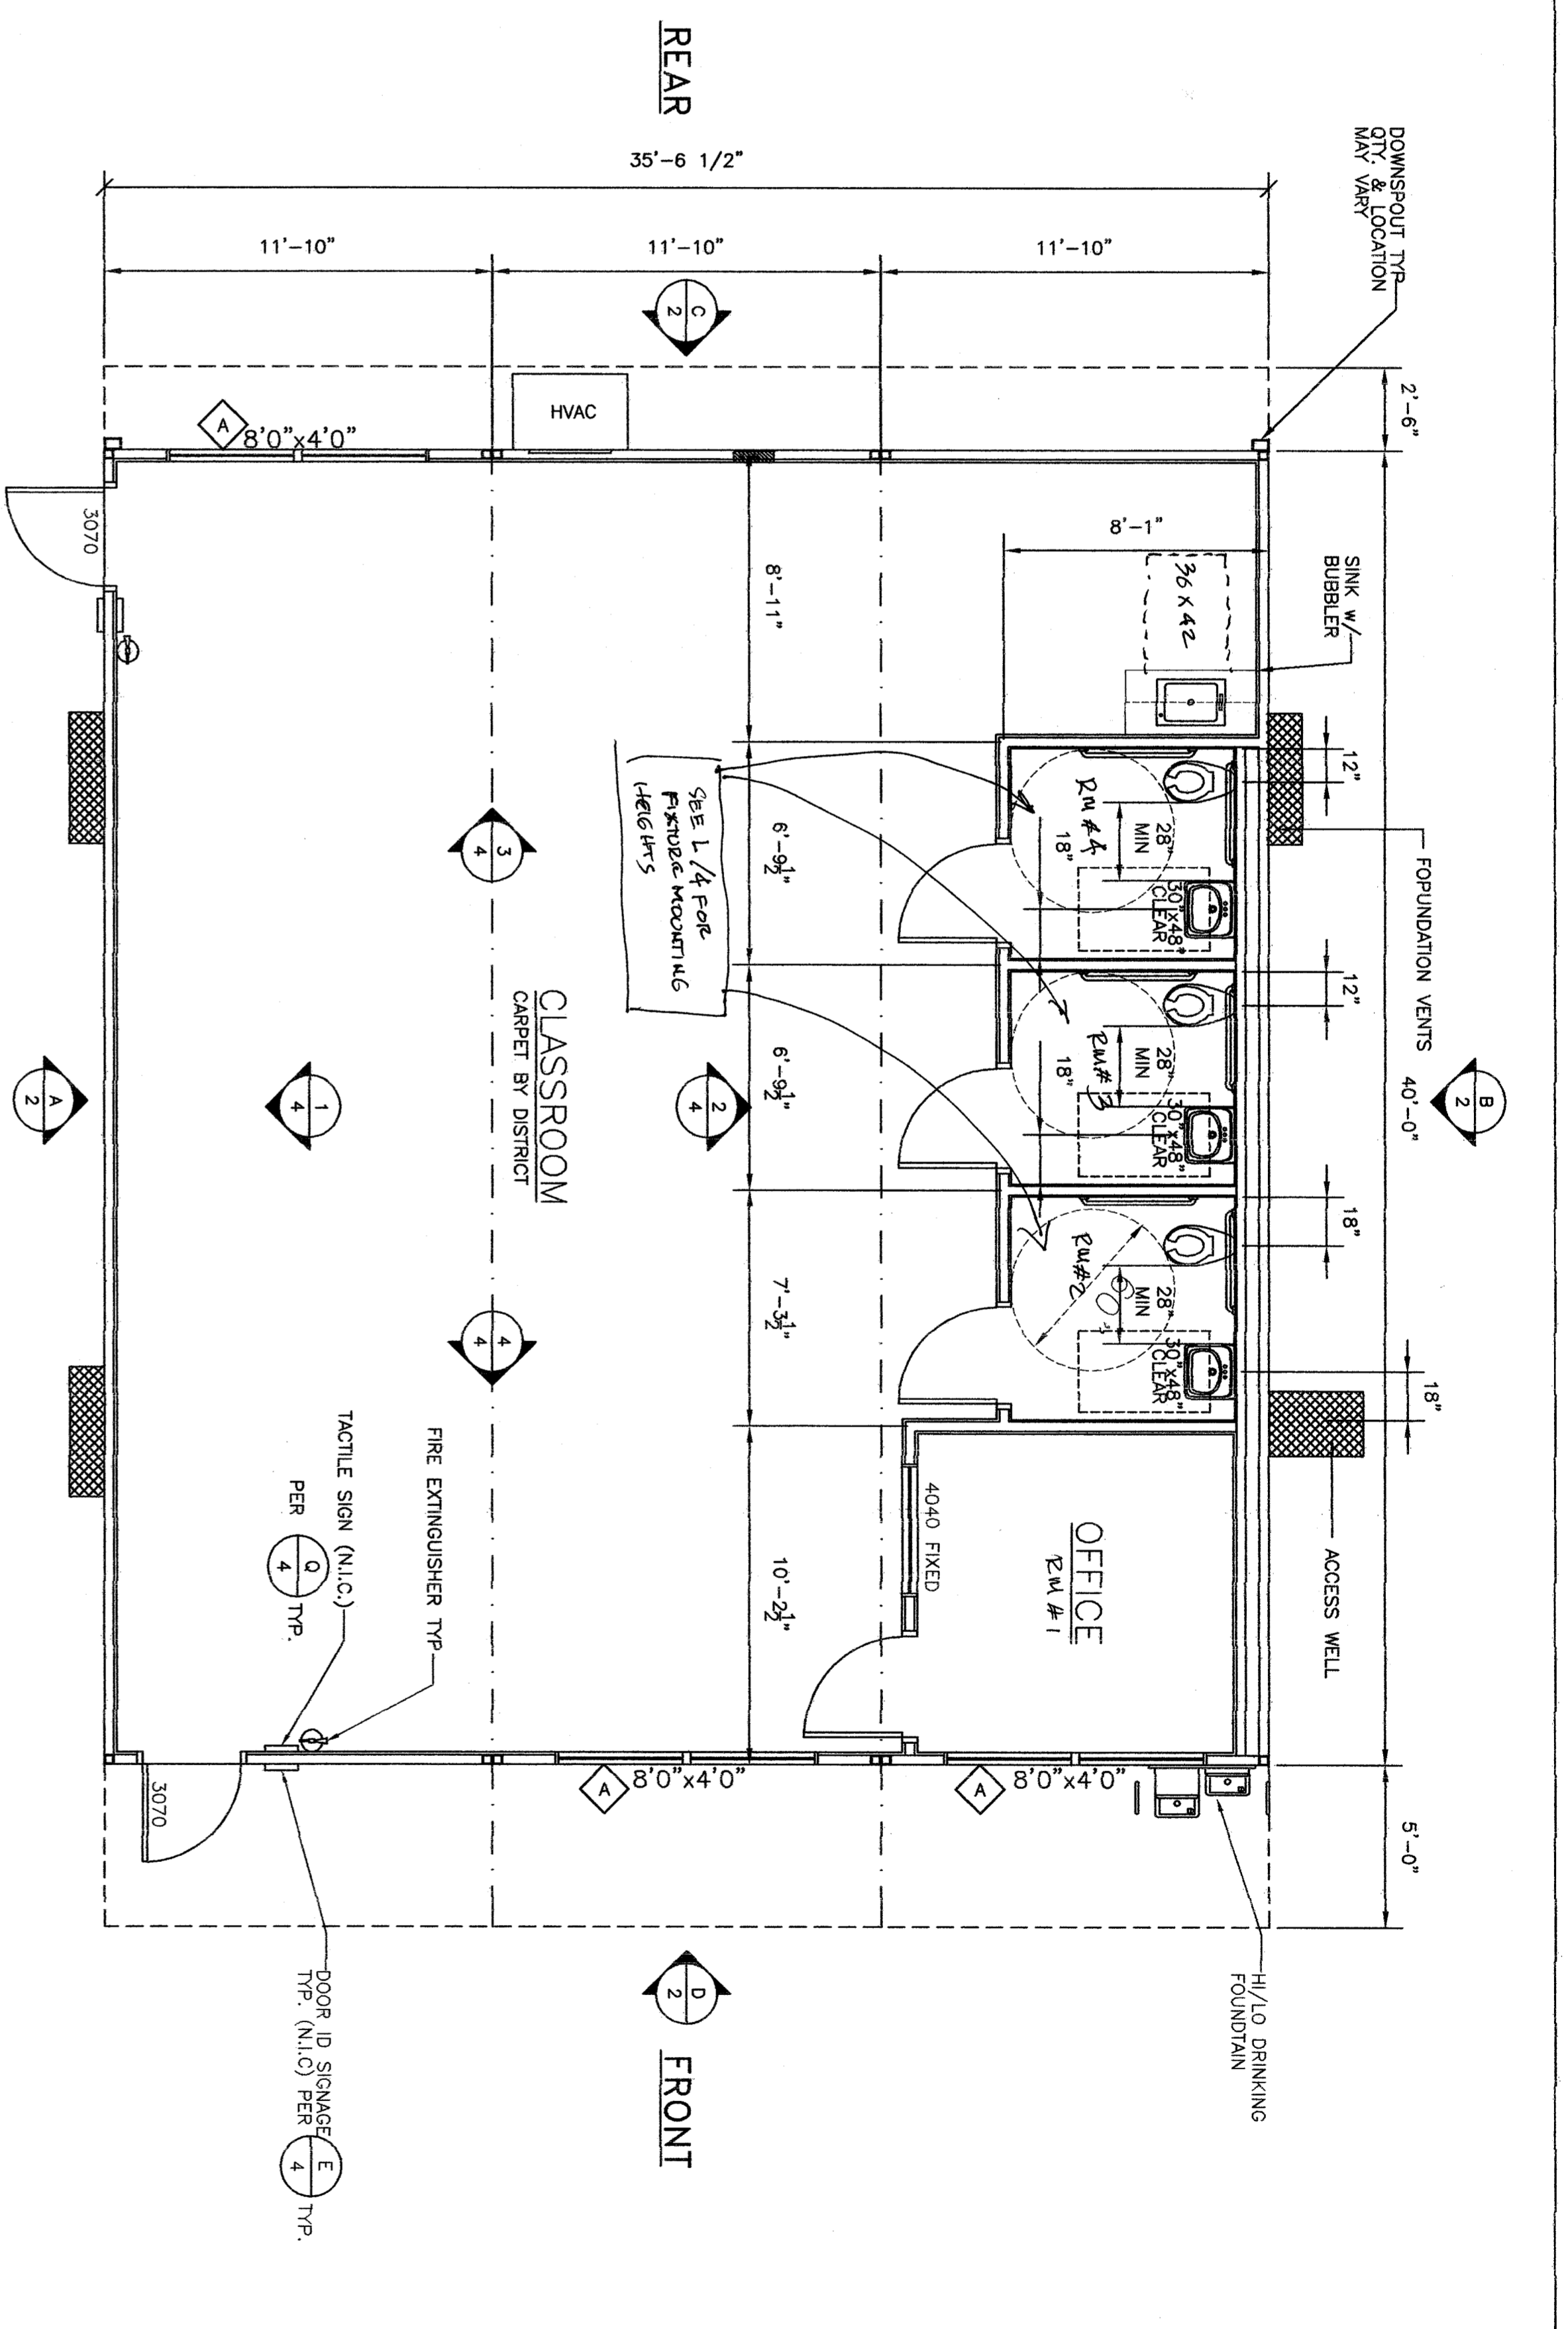 REAR
35'-6 1/2"
11'-10"
11'-10"
11'-10"
DOWNSPOUT TYP
QTY. & LOCATION
MAY VARY
C
2
2'-6"
HVAC
A
8'0"x4'0"
3070
8'-1"
36 X 42
SINK w/
BUBBLER
8'-11"
12"
FOPUNDATION VENTS
40'-0"
B
2
RM #4
28"
MIN
18"
30"x48"
CLEAR
6'-9 1/2"
SEE L/4 FOR
FIXTURE MOUNTING
HEIGHTS
3
4
12"
RM# 3
28"
MIN
18"
30"x48"
CLEAR
6'-9 1/2"
CLASSROOM
CARPET BY DISTRICT
2
4
1
4
A
2
18"
RM#2
28"
MIN
60"
30"x48"
CLEAR
7'-3 1/2"
4
4
18"
ACCESS WELL
OFFICE
RM #1
4040 FIXED
10'-2 1/2"
FIRE EXTINGUISHER TYP
TACTILE SIGN (N.I.C.)
PER
Q
4
TYP.
A
8'0"x4'0"
A
8'0"x4'0"
3070
5'-0"
HI/LO DRINKING
FOUNDTAIN
D
2
FRONT
DOOR ID SIGNAGE
TYP. (N.I.C) PER
E
4
TYP.